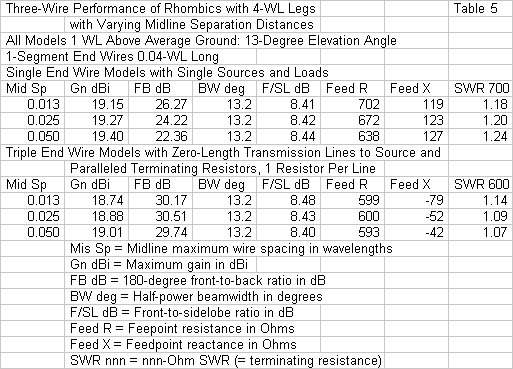 Three-Wire Performance of Rhombics with 4-WL Legs Table 5
with Varying Midline Separation Distances
All Models 1 WL Above Average Ground: 13-Degree Elevation Angle
1-Segment End Wires 0.04-WL Long
Single End Wire Models with Single Sources and Loads
Mid Sp Gn dBi FB dB BW deg F/SL dB Feed R Feed X SWR 700
0.013 19.15 26.27 13.2 8.41 702 119 1.18
0.025 19.27 24.22 13.2 8.42 672 123 1.20
0.050 19.40 22.36 13.2 8.44 638 127 1.24
Triple End Wire Models with Zero-Length Transmission Lines to Source and
Paralleled Terminating Resistors, 1 Resistor Per Line
Mid Sp Gn dBi FB dB BW deg F/SL dB Feed R Feed X SWR 600
0.013 18.74 30.17 13.2 8.48 599 -79 1.14
0.025 18.88 30.51 13.2 8.43 600 -52 1.09
0.050 19.01 29.74 13.2 8.40 593 -42 1.07
Mis Sp = Midline maximum wire spacing in wavelengths
Gn dBi = Maximum gain in dBi
FB dB = 180-degree front-to-back ratio in dB
BW deg = Half-power beamwidth in degrees
F/SL dB = Front-to-sidelobe ratio in dB
Feed R = Feepoint resistance in Ohms
Feed X = Feedpoint reactance in Ohms
SWR nnn = nnn-Ohm SWR (= terminating resistance)